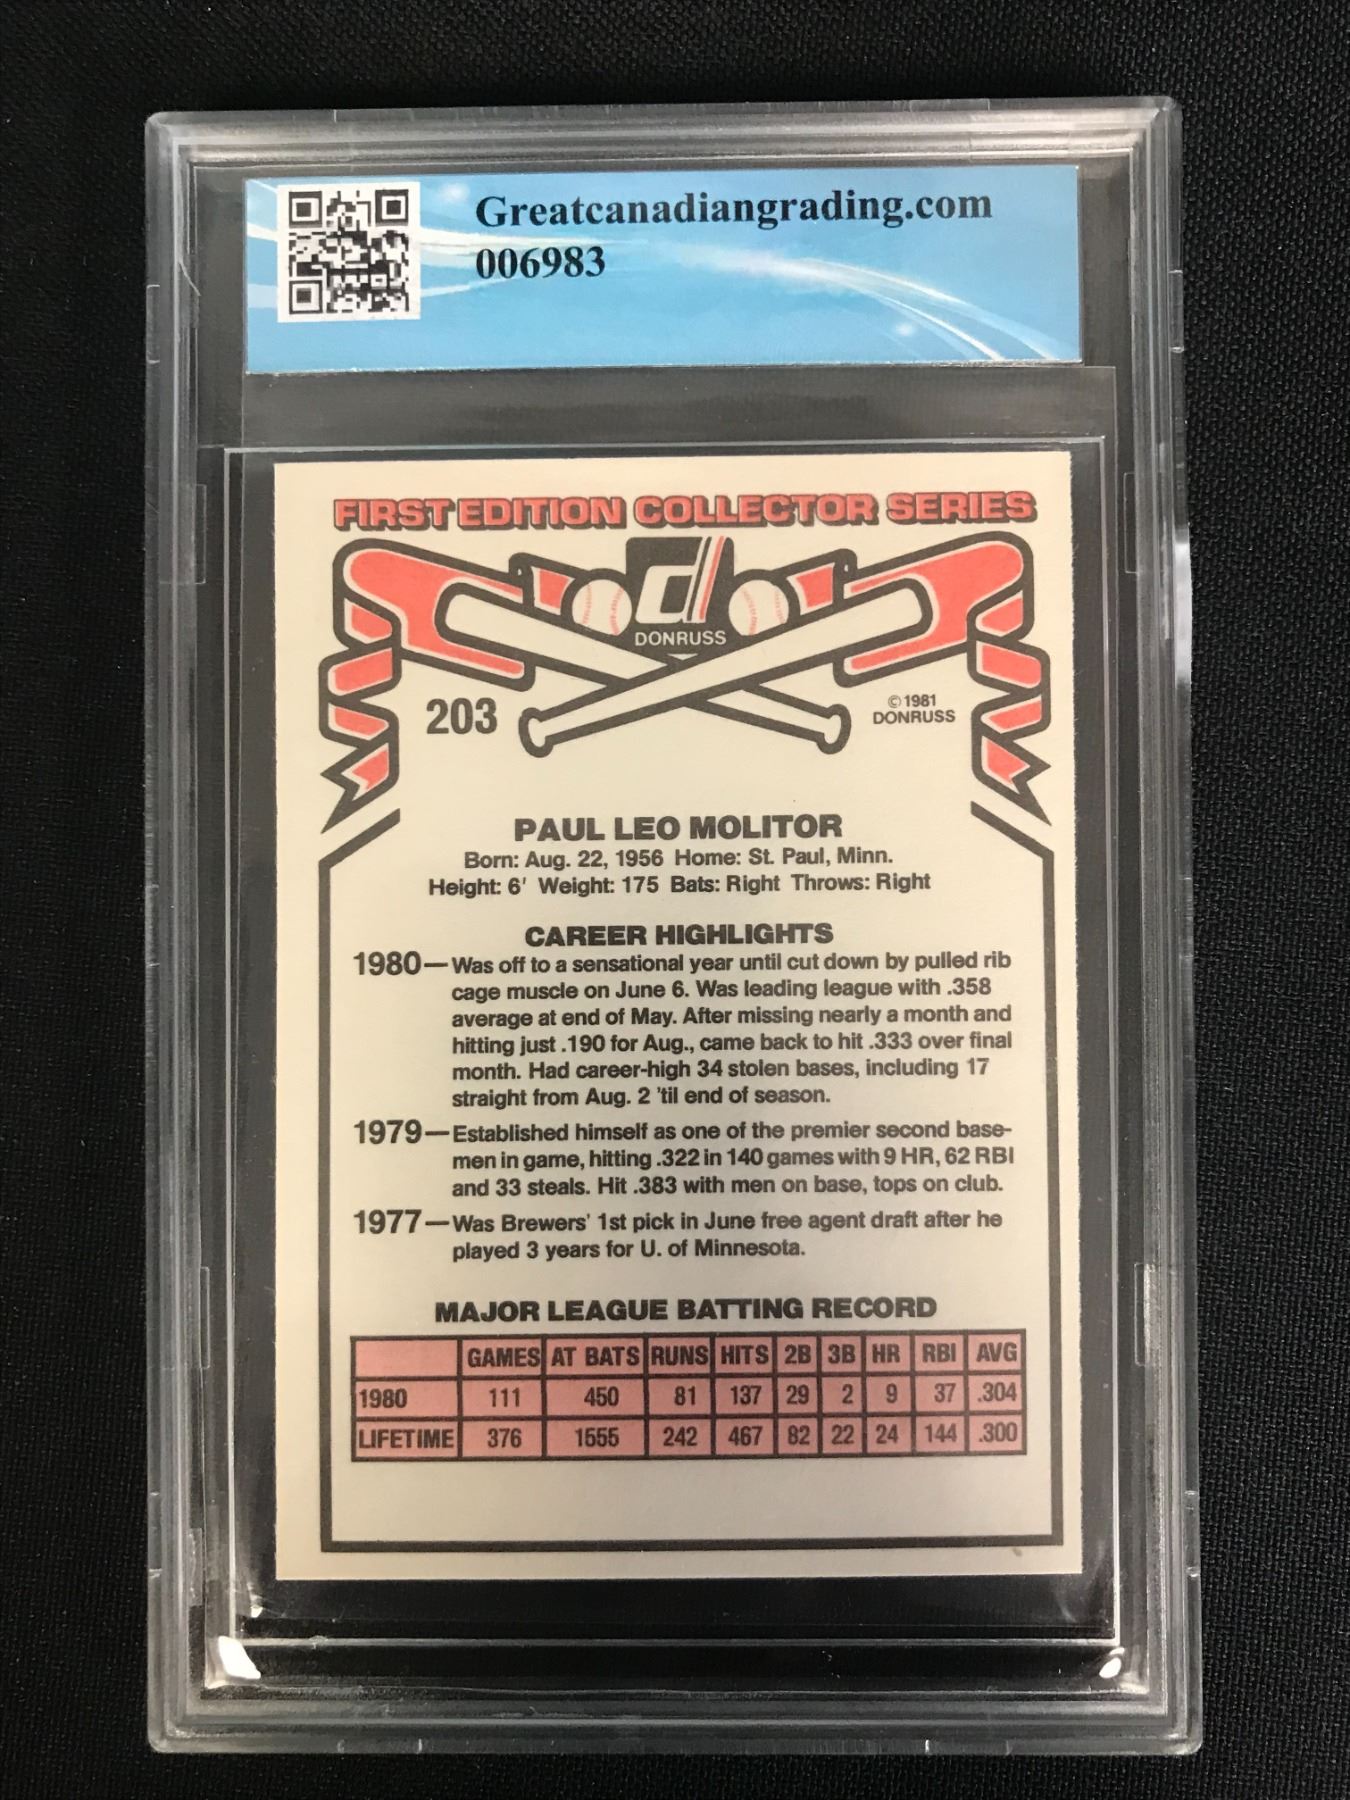 Greatcanadiangrading.com
006983
FIRST EDITION COLLECTOR SERIES
d
DONRUSS
203
© 1981
DONRUSS
PAUL LEO MOLITOR
Born: Aug. 22, 1956 Home: St. Paul, Minn.
Height: 6' Weight: 175 Bats: Right Throws: Right
CAREER HIGHLIGHTS
1980—Was off to a sensational year until cut down by pulled rib
cage muscle on June 6. Was leading league with .358
average at end of May. After missing nearly a month and
hitting just .190 for Aug., came back to hit .333 over final
month. Had career-high 34 stolen bases, including 17
straight from Aug. 2 'til end of season.
1979—Established himself as one of the premier second base-
men in game, hitting .322 in 140 games with 9 HR, 62 RBI
and 33 steals. Hit .383 with men on base, tops on club.
1977—Was Brewers' 1st pick in June free agent draft after he
played 3 years for U. of Minnesota.
MAJOR LEAGUE BATTING RECORD
GAMES AT BATS RUNS HITS 2B 3B HR RBI AVG
1980 111 450 81 137 29 2 9 37 .304
LIFETIME 376 1555 242 467 82 22 24 144 .300